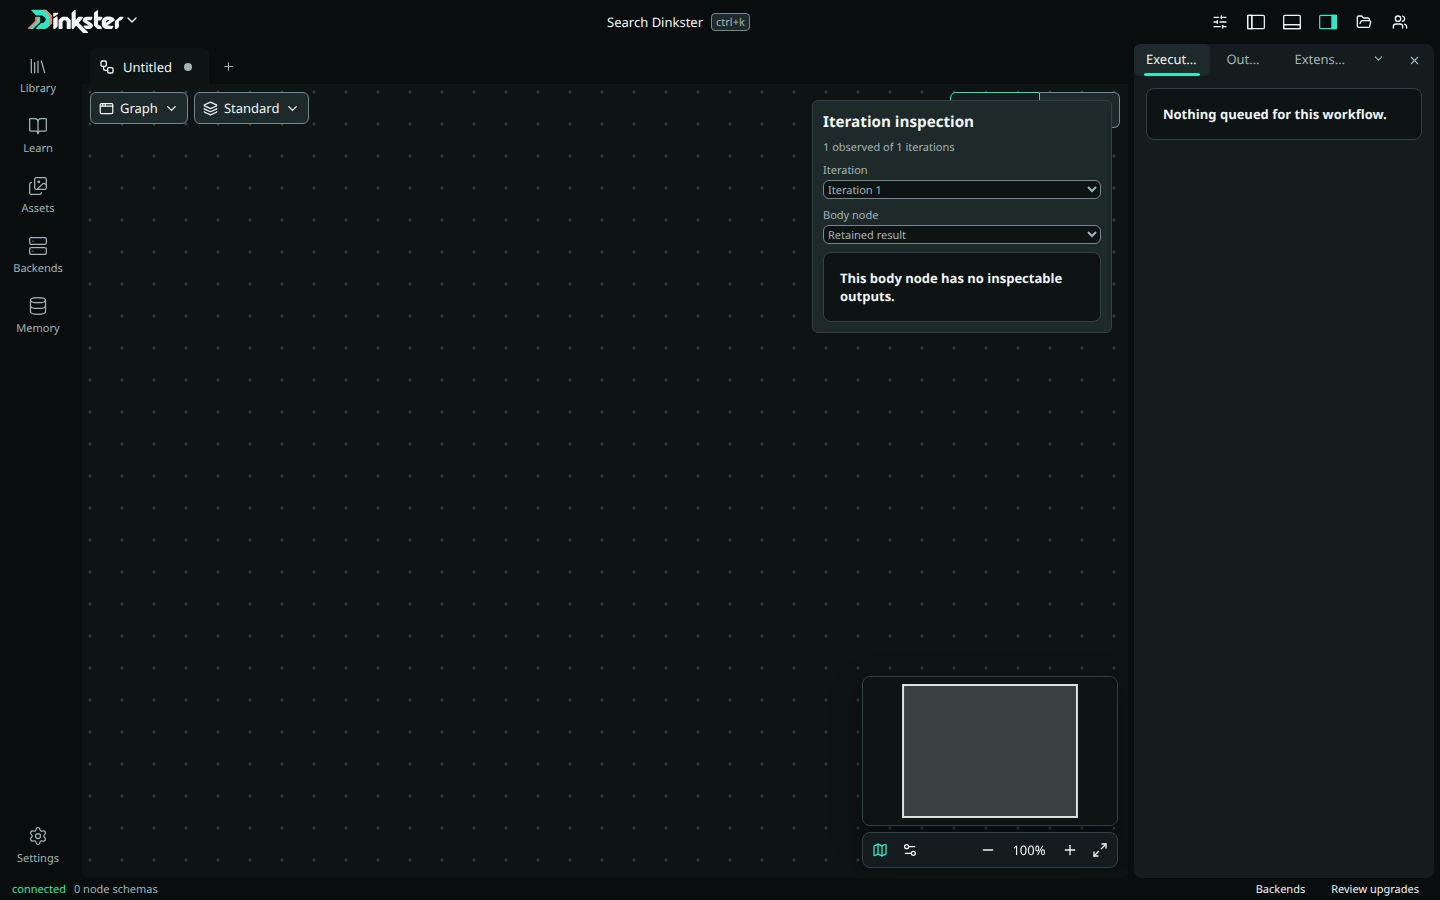 Dinkster
Search Dinkster ctrl+k
Library
Learn
Assets
Backends
Memory
Settings
Untitled
Graph
Standard
Iteration inspection
1 observed of 1 iterations
Iteration
Iteration 1
Body node
Retained result
This body node has no inspectable
outputs.
100%
Execut...
Out...
Extens...
Nothing queued for this workflow.
connected 0 node schemas
Backends
Review upgrades